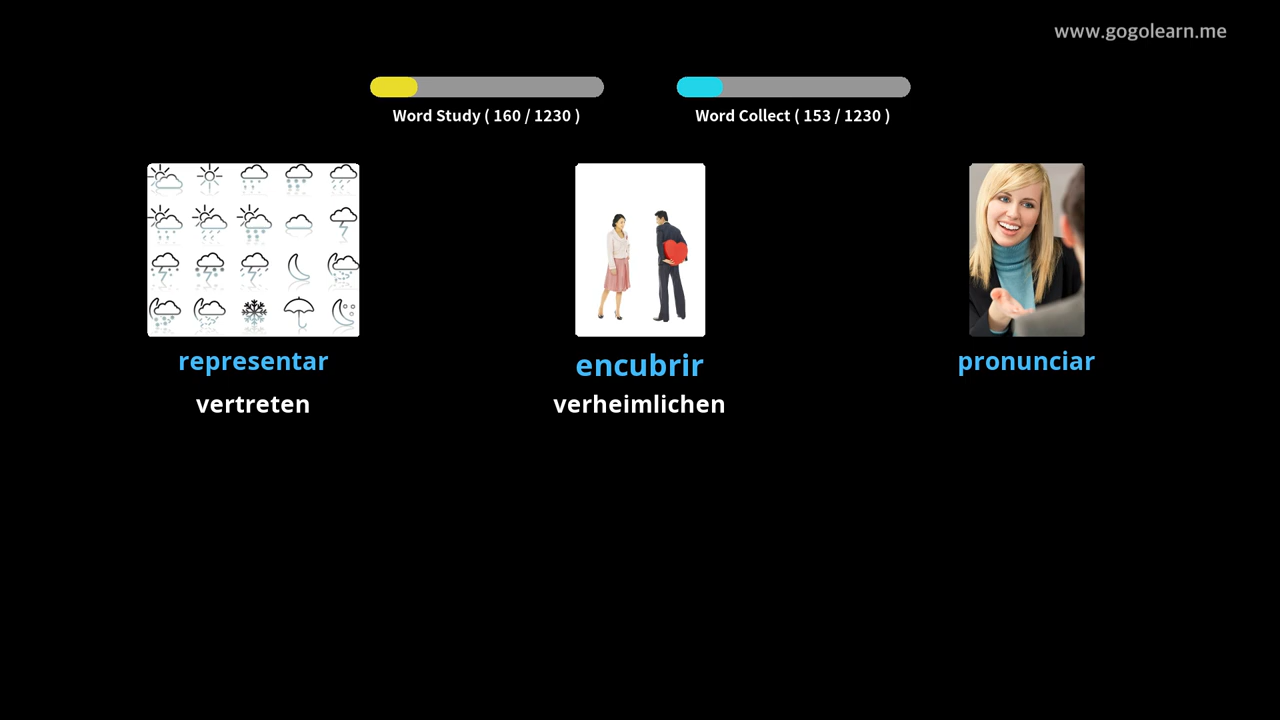 www.gogolearn.me
Word Study ( 160 / 1230 )
Word Collect ( 153 / 1230 )
representar
encubrir
pronunciar
vertreten
verheimlichen